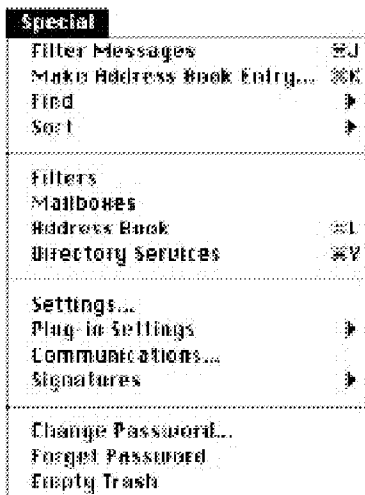 Special
Filter Messages ⌘J
Make Address Book Entry... ⌘K
Find
Sort
Filters
Mailboxes
Address Book ⌘L
Directory Services ⌘Y
Settings...
Plug-in Settings
Communications...
Signatures
Change Password...
Forget Password
Empty Trash